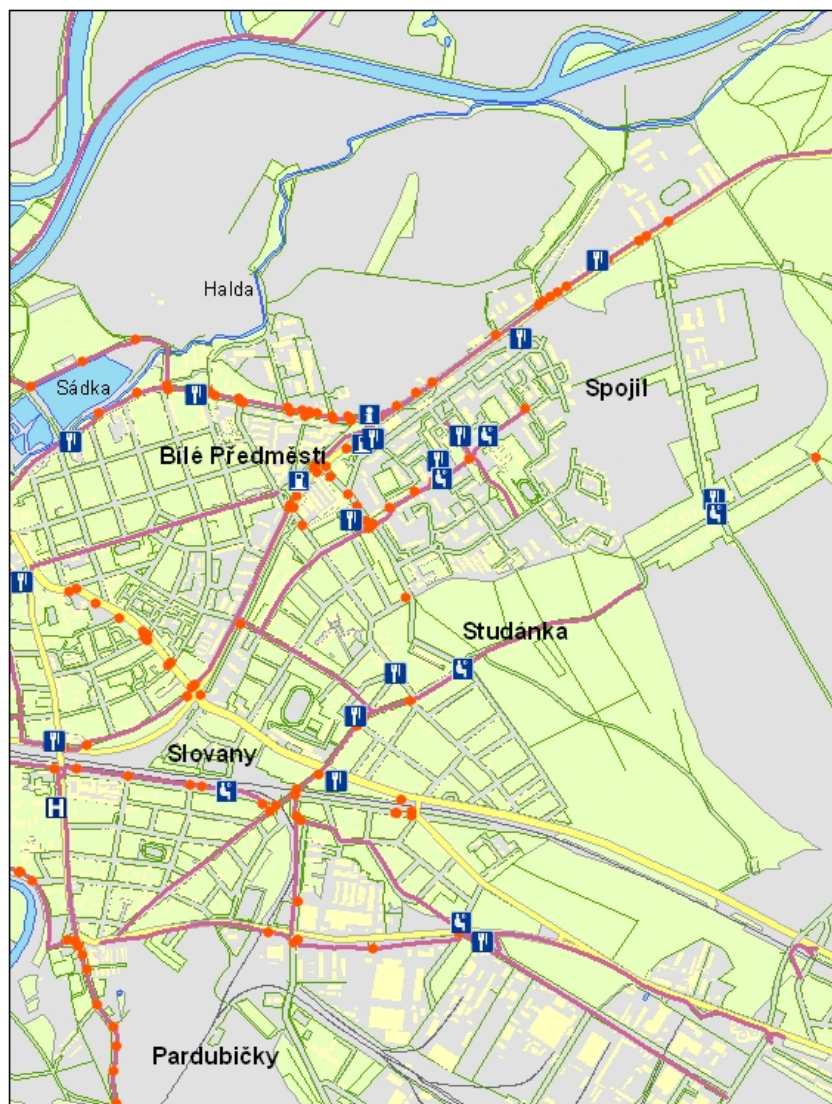 Halda
Sádka
Spojil
Bílé Předměstí
Studánka
Slovany
H
Pardubičky